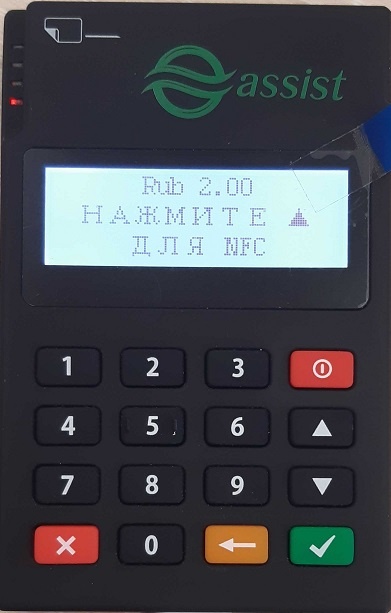 assist
Rub 2.00
НАЖМИТЕ ▲
ДЛЯ NFC
1 2 3
4 5 6 ▲
7 8 9 ▼
0